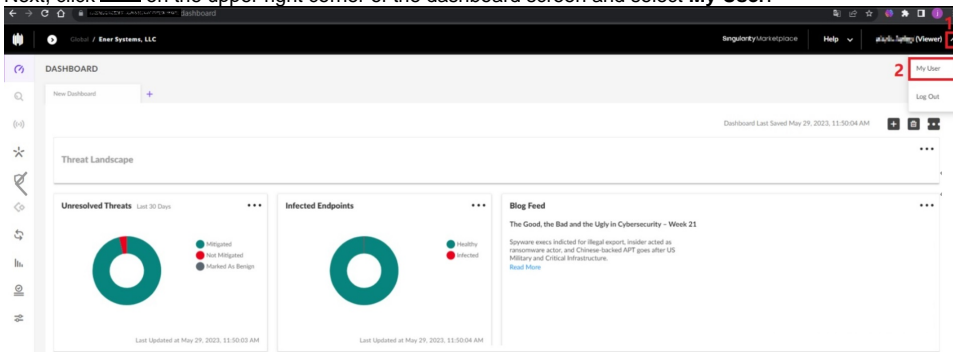 Next, click on the upper right corner of the dashboard screen and select My User.
dashboard
1
Global / Ener Systems, LLC
Singularity Marketplace
Help
(Viewer)
DASHBOARD
2
My User
New Dashboard
+
Log Out
Dashboard Last Saved May 29, 2023, 11:50:04 AM
Threat Landscape
Unresolved Threats Last 30 Days
Mitigated
Not Mitigated
Marked As Benign
Last Updated at May 29, 2023, 11:50:03 AM
Infected Endpoints
Healthy
Infected
Last Updated at May 29, 2023, 11:50:04 AM
Blog Feed
The Good, the Bad and the Ugly in Cybersecurity – Week 21
Spyware execs indicted for illegal export, insider acted as
ransomware actor, and Chinese-backed APT goes after US
Military and Critical Infrastructure.
Read More